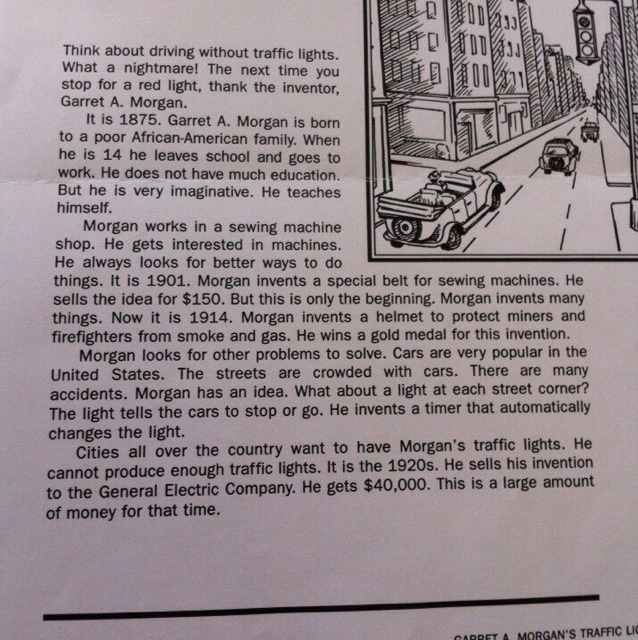 Think about driving without traffic lights.
What a nightmare! The next time you
stop for a red light, thank the inventor,
Garret A. Morgan.
It is 1875. Garret A. Morgan is born
to a poor African-American family. When
he is 14 he leaves school and goes to
work. He does not have much education.
But he is very imaginative. He teaches
himself.
Morgan works in a sewing machine
shop. He gets interested in machines.
He always looks for better ways to do
things. It is 1901. Morgan invents a special belt for sewing machines. He
sells the idea for $150. But this is only the beginning. Morgan invents many
things. Now it is 1914. Morgan invents a helmet to protect miners and
firefighters from smoke and gas. He wins a gold medal for this invention.
Morgan looks for other problems to solve. Cars are very popular in the
United States. The streets are crowded with cars. There are many
accidents. Morgan has an idea. What about a light at each street corner?
The light tells the cars to stop or go. He invents a timer that automatically
changes the light.
Cities all over the country want to have Morgan's traffic lights. He
cannot produce enough traffic lights. It is the 1920s. He sells his invention
to the General Electric Company. He gets $40,000. This is a large amount
of money for that time.
GARRET A. MORGAN'S TRAFFIC